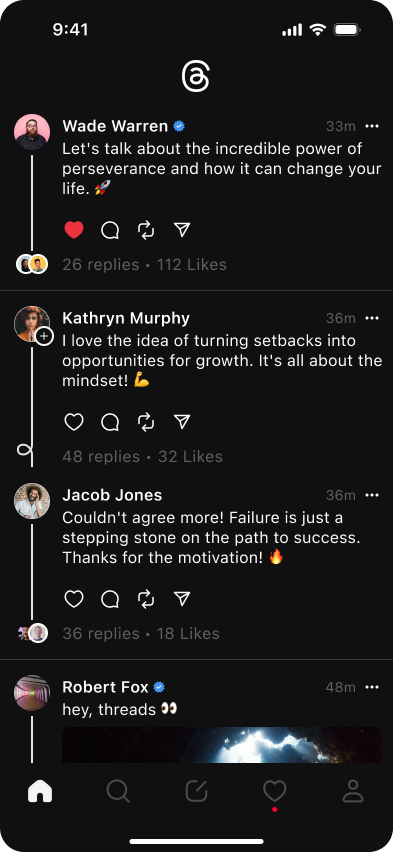 9:41
Wade Warren 33m
Let's talk about the incredible power of
perseverance and how it can change your
life. 🚀
26 replies • 112 Likes
Kathryn Murphy 36m
I love the idea of turning setbacks into
opportunities for growth. It's all about the
mindset! 💪
48 replies • 32 Likes
Jacob Jones 36m
Couldn't agree more! Failure is just a
stepping stone on the path to success.
Thanks for the motivation! 🔥
36 replies • 18 Likes
Robert Fox 48m
hey, threads 👀